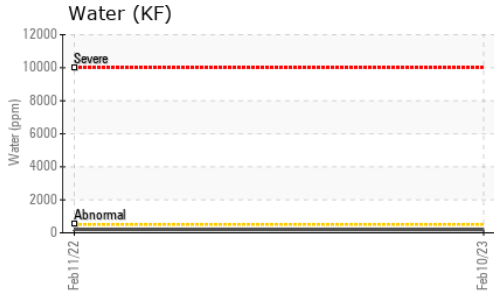 Water (KF)
12000
10000
8000
6000
4000
2000
0
Water (ppm)
Severe
Abnormal
Feb11/22
Feb10/23